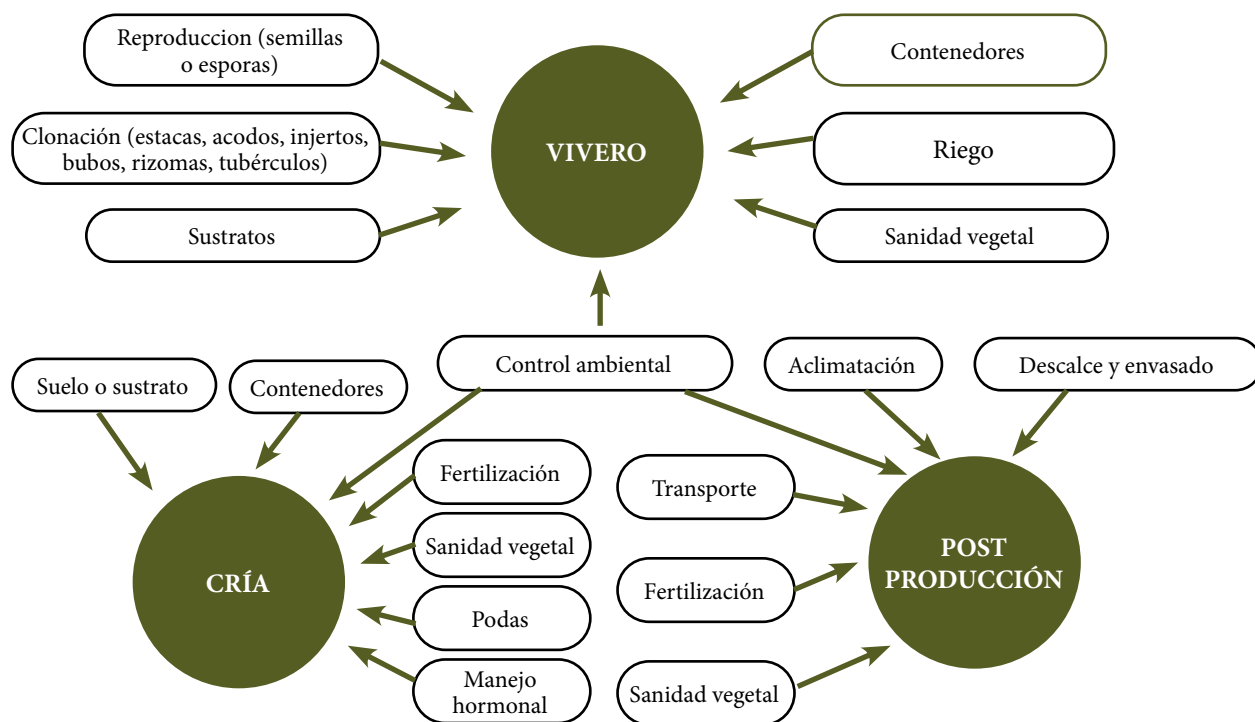 Reproduccion (semillas
o esporas)
Contenedores
Clonación (estacas, acodos, injertos,
bubos, rizomas, tubérculos)
VIVERO
Riego
Sustratos
Sanidad vegetal
Control ambiental
Aclimatación
Descalce y envasado
Suelo o sustrato
Contenedores
Fertilización
Transporte
Sanidad vegetal
CRÍA
POST
PRODUCCIÓN
Fertilización
Podas
Manejo
hormonal
Sanidad vegetal